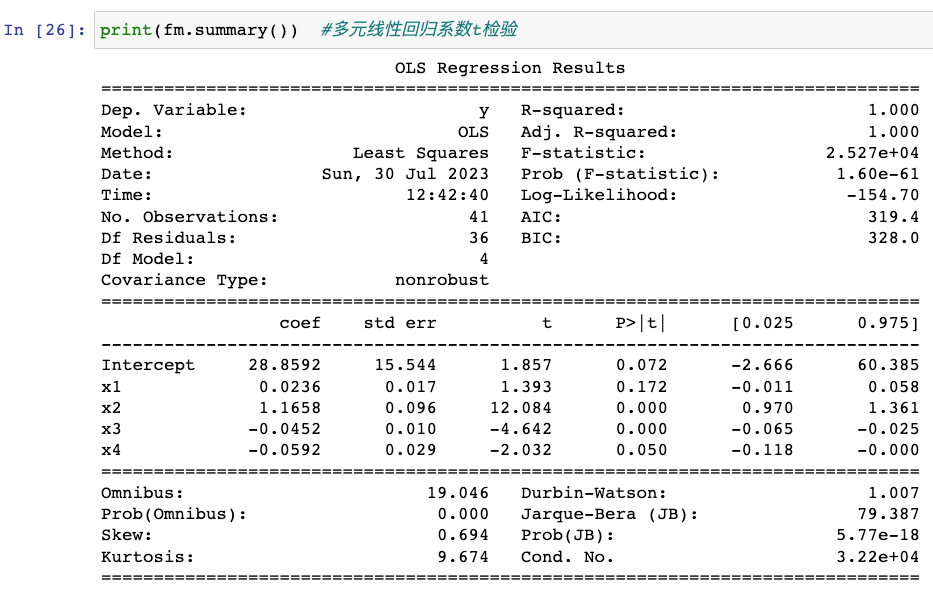 In [26]: print(fm.summary())  #多元线性回归系数t检验
OLS Regression Results
==============================================================================
Dep. Variable:                      y   R-squared:                       1.000
Model:                            OLS   Adj. R-squared:                  1.000
Method:                 Least Squares   F-statistic:                 2.527e+04
Date:                Sun, 30 Jul 2023   Prob (F-statistic):           1.60e-61
Time:                        12:42:40   Log-Likelihood:                -154.70
No. Observations:                  41   AIC:                             319.4
Df Residuals:                      36   BIC:                             328.0
Df Model:                           4
Covariance Type:            nonrobust
==============================================================================
                 coef    std err          t      P>|t|      [0.025      0.975]
------------------------------------------------------------------------------
Intercept     28.8592     15.544      1.857      0.072      -2.666      60.385
x1             0.0236      0.017      1.393      0.172      -0.011       0.058
x2             1.1658      0.096     12.084      0.000       0.970       1.361
x3            -0.0452      0.010     -4.642      0.000      -0.065      -0.025
x4            -0.0592      0.029     -2.032      0.050      -0.118      -0.000
==============================================================================
Omnibus:                       19.046   Durbin-Watson:                   1.007
Prob(Omnibus):                  0.000   Jarque-Bera (JB):               79.387
Skew:                           0.694   Prob(JB):                     5.77e-18
Kurtosis:                       9.674   Cond. No.                     3.22e+04
==============================================================================